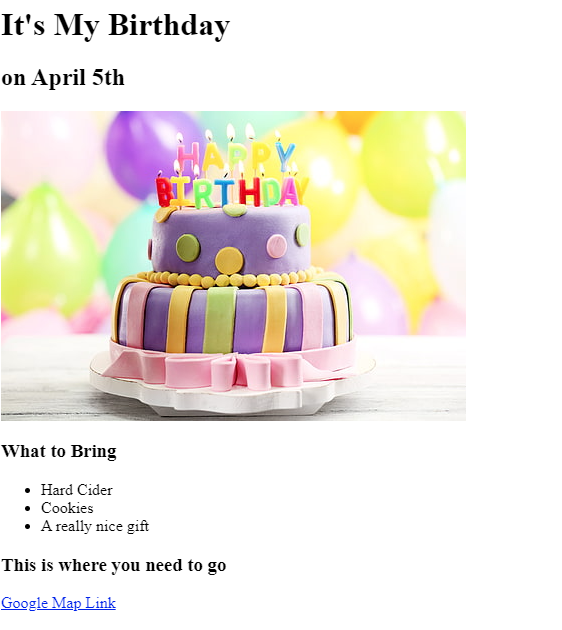 It's My Birthday
on April 5th
HAPPY
BIRTHDAY
What to Bring
Hard Cider
Cookies
A really nice gift
This is where you need to go
Google Map Link